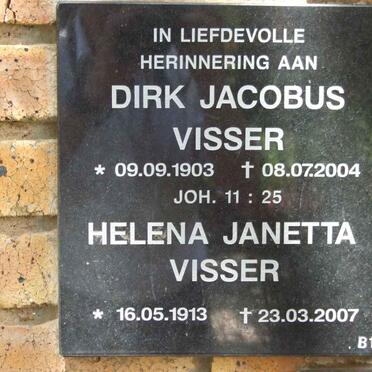 IN LIEFDEVOLLE
HERINNERING AAN
DIRK JACOBUS
VISSER
* 09.09.1903 † 08.07.2004
JOH. 11 : 25
HELENA JANETTA
VISSER
* 16.05.1913 † 23.03.2007